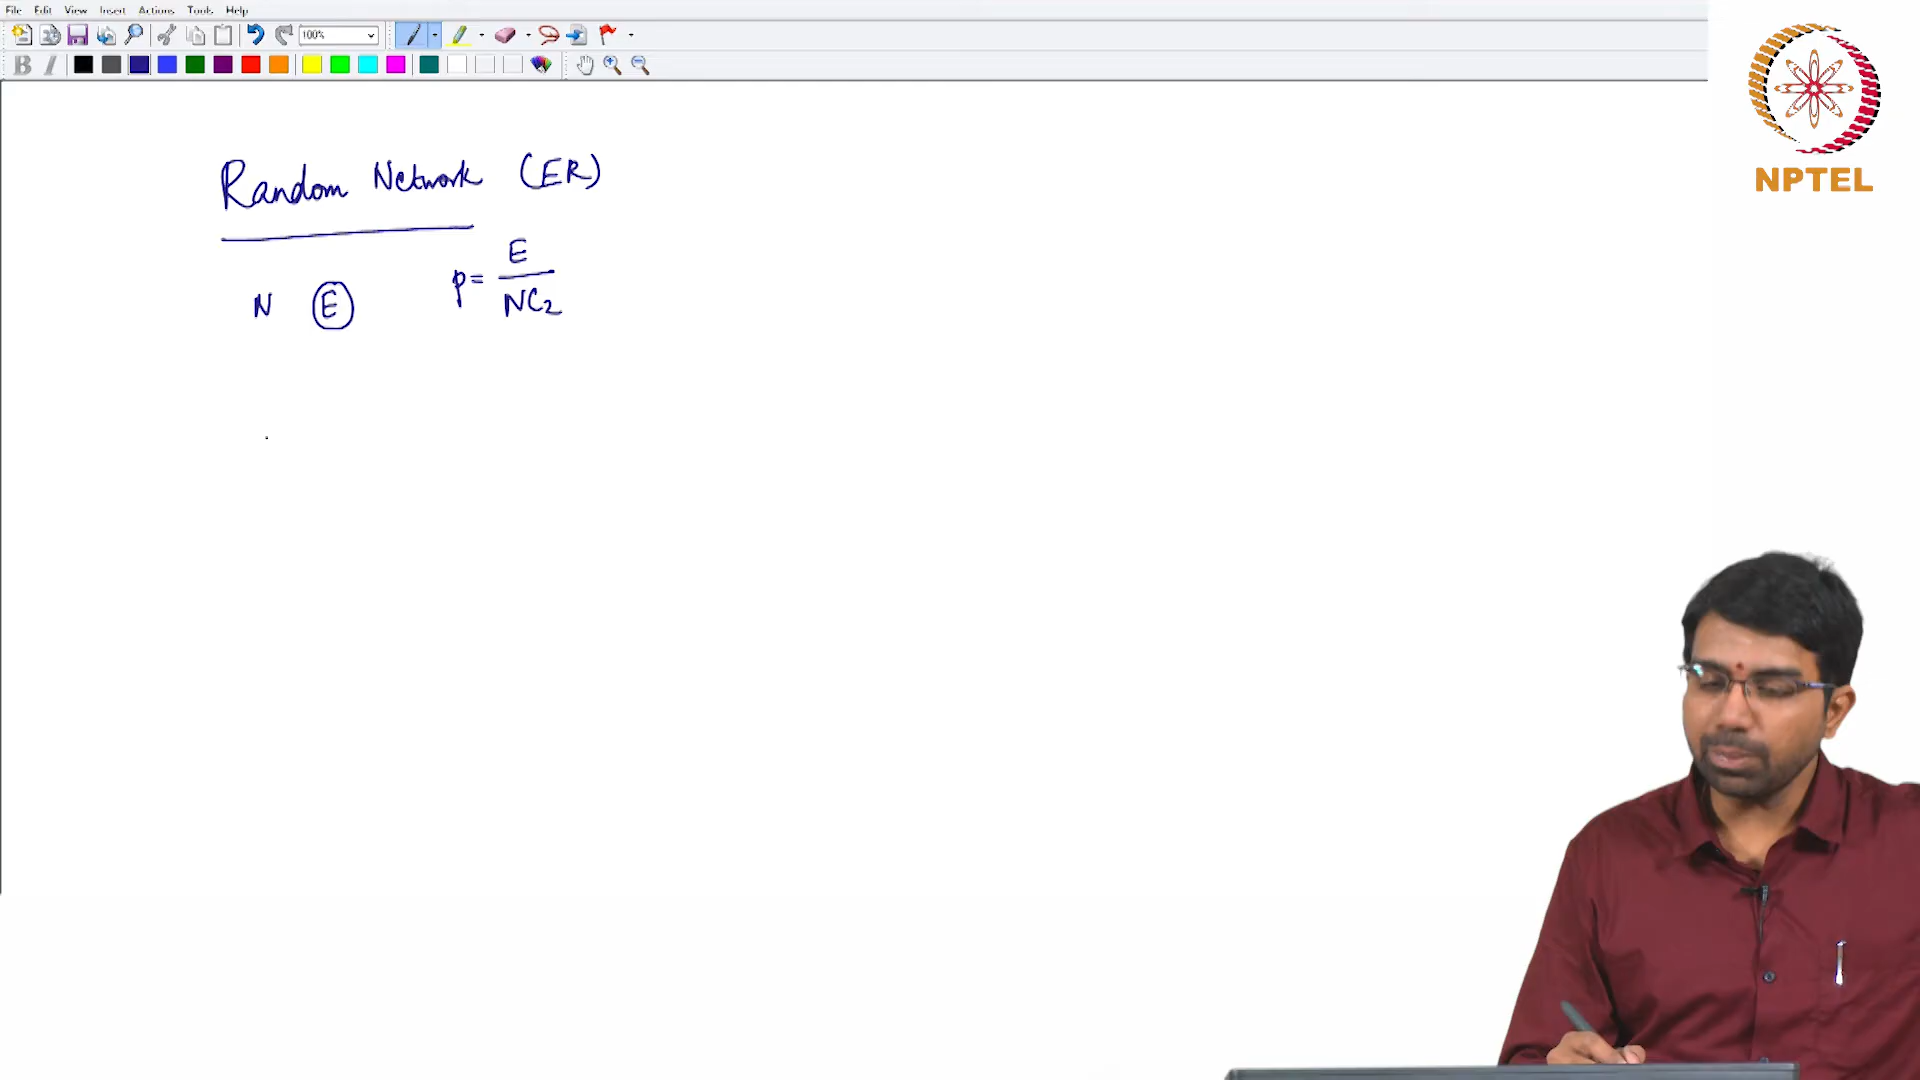 File Edit View Insert Actions Tools Help
100%
B I
NPTEL
Random Network (ER)
N E p = E / NC2